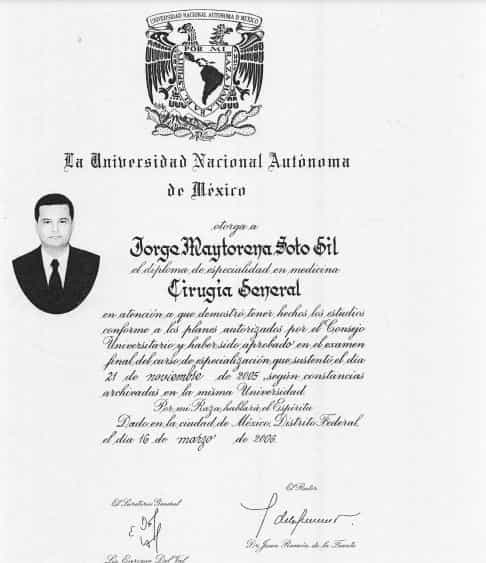 UNIVERSIDAD NACIONAL AUTONOMA DE MEXICO
POR MI RAZA HABLARA EL ESPIRITU
La Universidad Nacional Autónoma
de México
otorga a
Jorge Maytorena Soto Gil
el diploma de especialidad en medicina
Cirugía General
en atención a que demostró tener hechos los estudios
conforme a los planes autorizados por el Consejo
Universitario y haber sido aprobado en el examen
final del curso de especialización que sustentó el día
21 de noviembre de 2005, según constancias
archivadas en la misma Universidad
Por mi Raza hablará el Espíritu
Dado en la ciudad de México, Distrito Federal
el día 16 de marzo de 2006.
El Secretario General
El Rector
Dr. Juan Ramón de la Fuente
Lic. Enrique Del Val